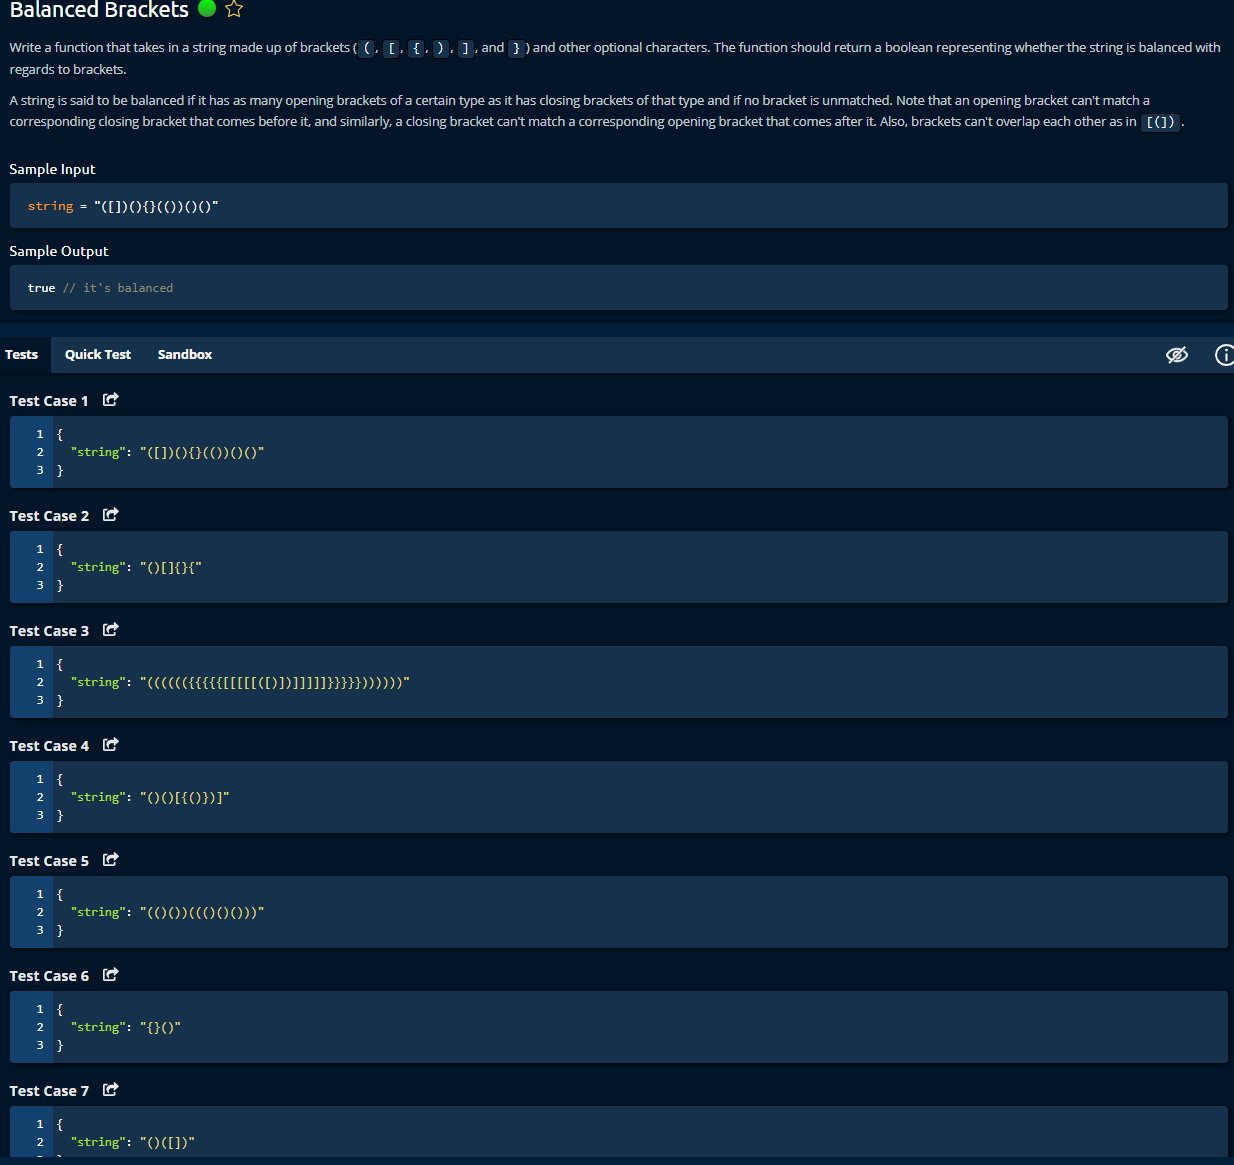 Balanced Brackets
Write a function that takes in a string made up of brackets ( (, [, {, ), ], and } ) and other optional characters. The function should return a boolean representing whether the string is balanced with
regards to brackets.
A string is said to be balanced if it has as many opening brackets of a certain type as it has closing brackets of that type and if no bracket is unmatched. Note that an opening bracket can't match a
corresponding closing bracket that comes before it, and similarly, a closing bracket can't match a corresponding opening bracket that comes after it. Also, brackets can't overlap each other as in [(]) .
Sample Input
string = "([])(){}(())()()"
Sample Output
true // it's balanced
Tests Quick Test Sandbox
Test Case 1
1 {
2 "string": "([])(){}(())()()"
3 }
Test Case 2
1 {
2 "string": "()[]{}{"
3 }
Test Case 3
1 {
2 "string": "(((((({{{{{[[[[[([)])]]]]]}}}}}))))))"
3 }
Test Case 4
1 {
2 "string": "()()[{()})]"
3 }
Test Case 5
1 {
2 "string": "(()())((()()()))"
3 }
Test Case 6
1 {
2 "string": "{}()"
3 }
Test Case 7
1 {
2 "string": "()([])"